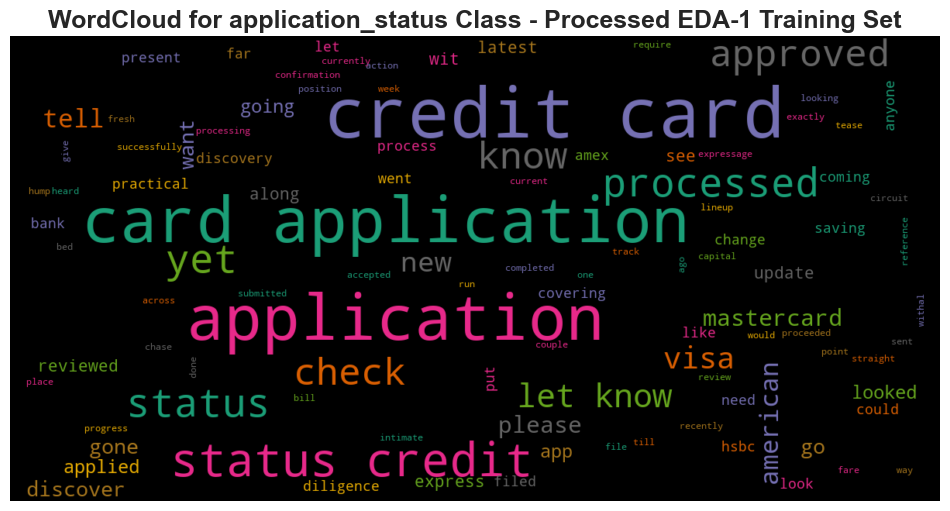 WordCloud for application_status Class - Processed EDA-1 Training Set
present
far
let
currently
action
wit
latest
require
approved
confirmation
position
week
credit card
looking
anyone
tell
fresh
going
exactly
tease
give
successfully
want
processing
discovery
process
know
amex
see
expressage
hump
heard
practical
along
went
current
processed
coming
circuit
bank
card application
lineup
saving
reference
bed
yet
new
completed
track
change
capital
ago
accepted
one
update
across
submitted
run
covering
withal
application
mastercard
chase
couple
like
would
proceeded
sent
reviewed
done
visa
point
straight
place
check
put
review
american
looked
status
bill
let know
need
could
progress
intimate
please
recently
gone
app
file
till
hsbc
go
applied
status credit
discover
diligence
express
filed
look
fare
way